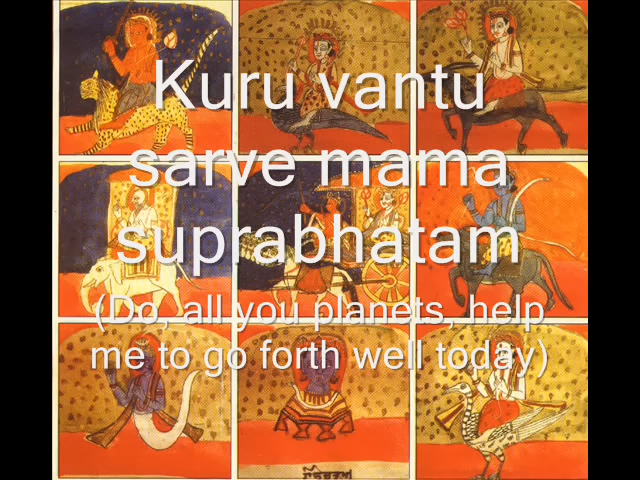 Kuru vantu
sarve mama
suprabhatam
(Do, all you planets, help
me to go forth well today)